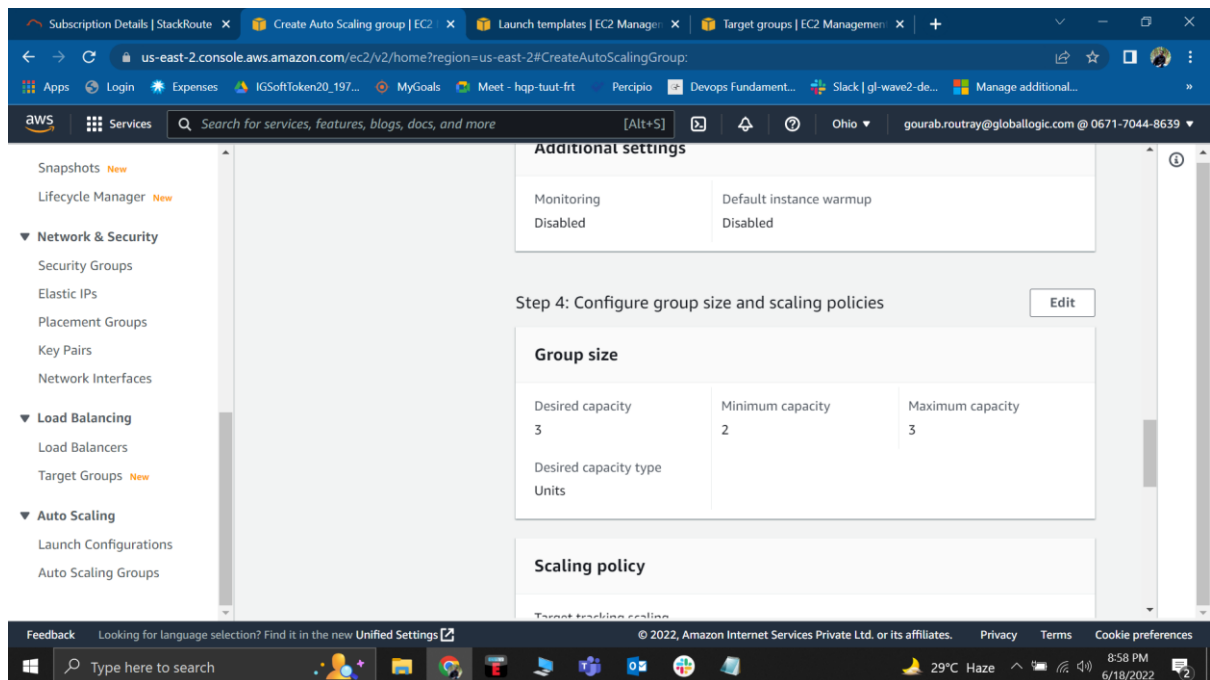 Subscription Details | StackRoute
Create Auto Scaling group | EC2
Launch templates | EC2 Manager
Target groups | EC2 Management
us-east-2.console.aws.amazon.com/ec2/v2/home?region=us-east-2#CreateAutoScalingGroup:
Apps Login Expenses IGSoftToken20_197... MyGoals Meet - hqp-tuut-frt Percipio Devops Fundament... Slack | gl-wave2-de... Manage additional... »
aws Services Search for services, features, blogs, docs, and more [Alt+S] Ohio ▼ gourab.routray@globallogic.com @ 0671-7044-8639 ▼
Snapshots New
Lifecycle Manager New
▼ Network & Security
Security Groups
Elastic IPs
Placement Groups
Key Pairs
Network Interfaces
▼ Load Balancing
Load Balancers
Target Groups New
▼ Auto Scaling
Launch Configurations
Auto Scaling Groups
Additional settings
Monitoring Default instance warmup
Disabled Disabled
Step 4: Configure group size and scaling policies Edit
Group size
Desired capacity Minimum capacity Maximum capacity
3 2 3
Desired capacity type
Units
Scaling policy
Target tracking scaling
Feedback Looking for language selection? Find it in the new Unified Settings © 2022, Amazon Internet Services Private Ltd. or its affiliates. Privacy Terms Cookie preferences
Type here to search 29°C Haze 8:58 PM
6/18/2022 2